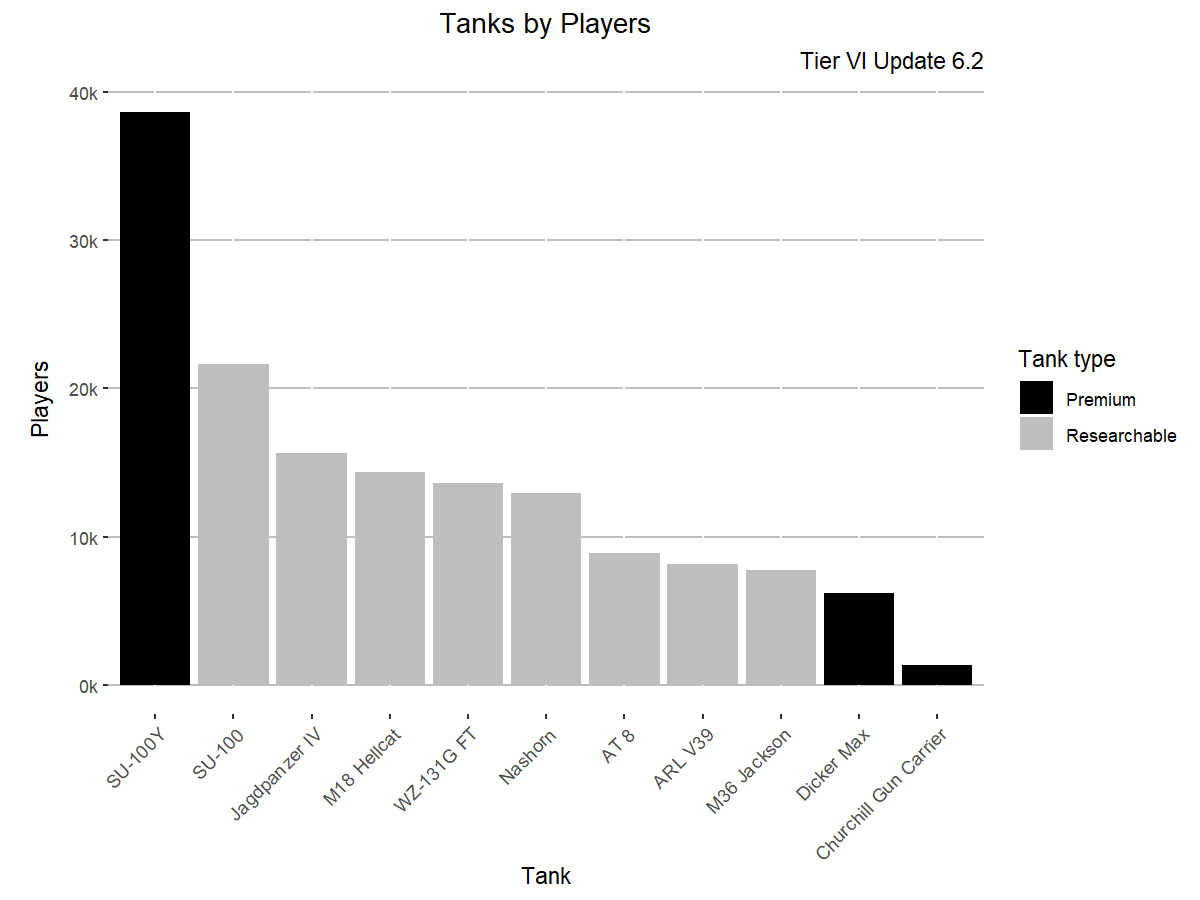 Tanks by Players
Tier VI Update 6.2
40k
30k
20k
10k
0k
Players
SU-100Y
SU-100
Jagdpanzer IV
M18 Hellcat
WZ-131G FT
Nashorn
AT 8
ARL V39
M36 Jackson
Dicker Max
Churchill Gun Carrier
Tank
Tank type
Premium
Researchable